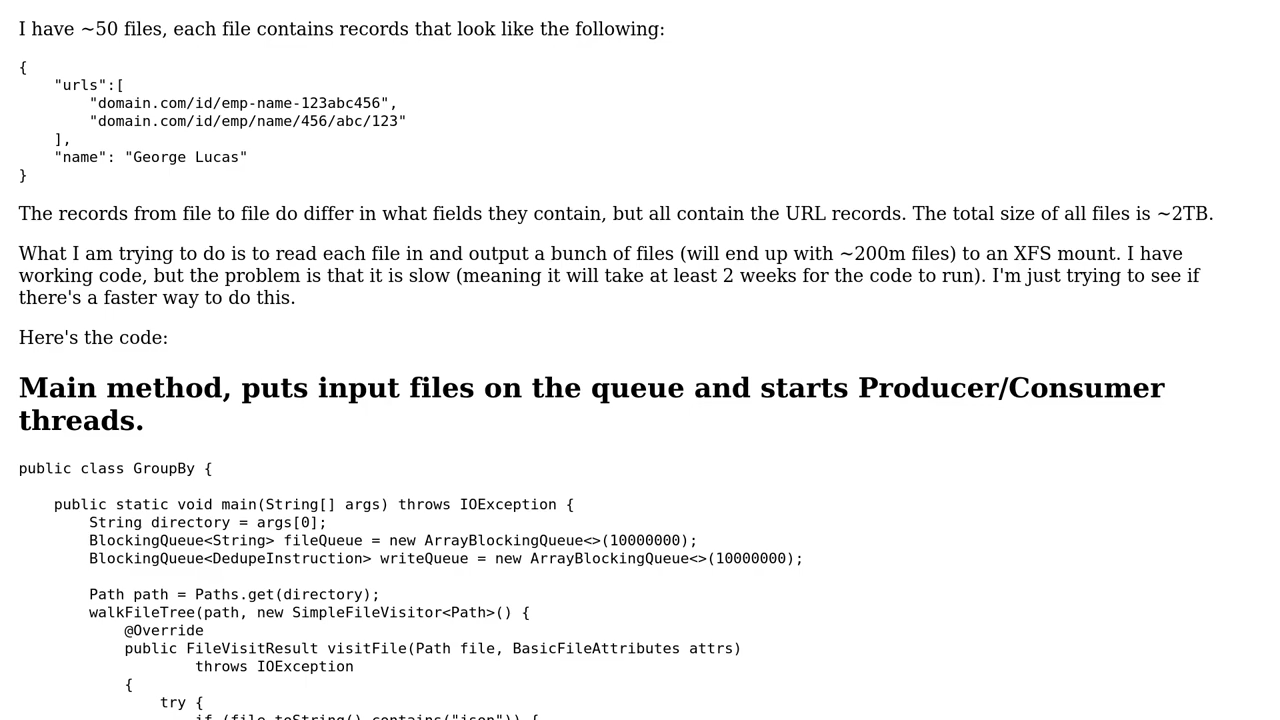 I have ~50 files, each file contains records that look like the following:
{
    "urls":[
        "domain.com/id/emp-name-123abc456",
        "domain.com/id/emp/name/456/abc/123"
    ],
    "name": "George Lucas"
}
The records from file to file do differ in what fields they contain, but all contain the URL records. The total size of all files is ~2TB.
What I am trying to do is to read each file in and output a bunch of files (will end up with ~200m files) to an XFS mount. I have
working code, but the problem is that it is slow (meaning it will take at least 2 weeks for the code to run). I'm just trying to see if
there's a faster way to do this.
Here's the code:
Main method, puts input files on the queue and starts Producer/Consumer
threads.
public class GroupBy {
    public static void main(String[] args) throws IOException {
        String directory = args[0];
        BlockingQueue<String> fileQueue = new ArrayBlockingQueue<>(10000000);
        BlockingQueue<DedupeInstruction> writeQueue = new ArrayBlockingQueue<>(10000000);
        Path path = Paths.get(directory);
        walkFileTree(path, new SimpleFileVisitor<Path>() {
            @Override
            public FileVisitResult visitFile(Path file, BasicFileAttributes attrs)
                    throws IOException
            {
                try {
                    if (file.toString().contains("json")) {